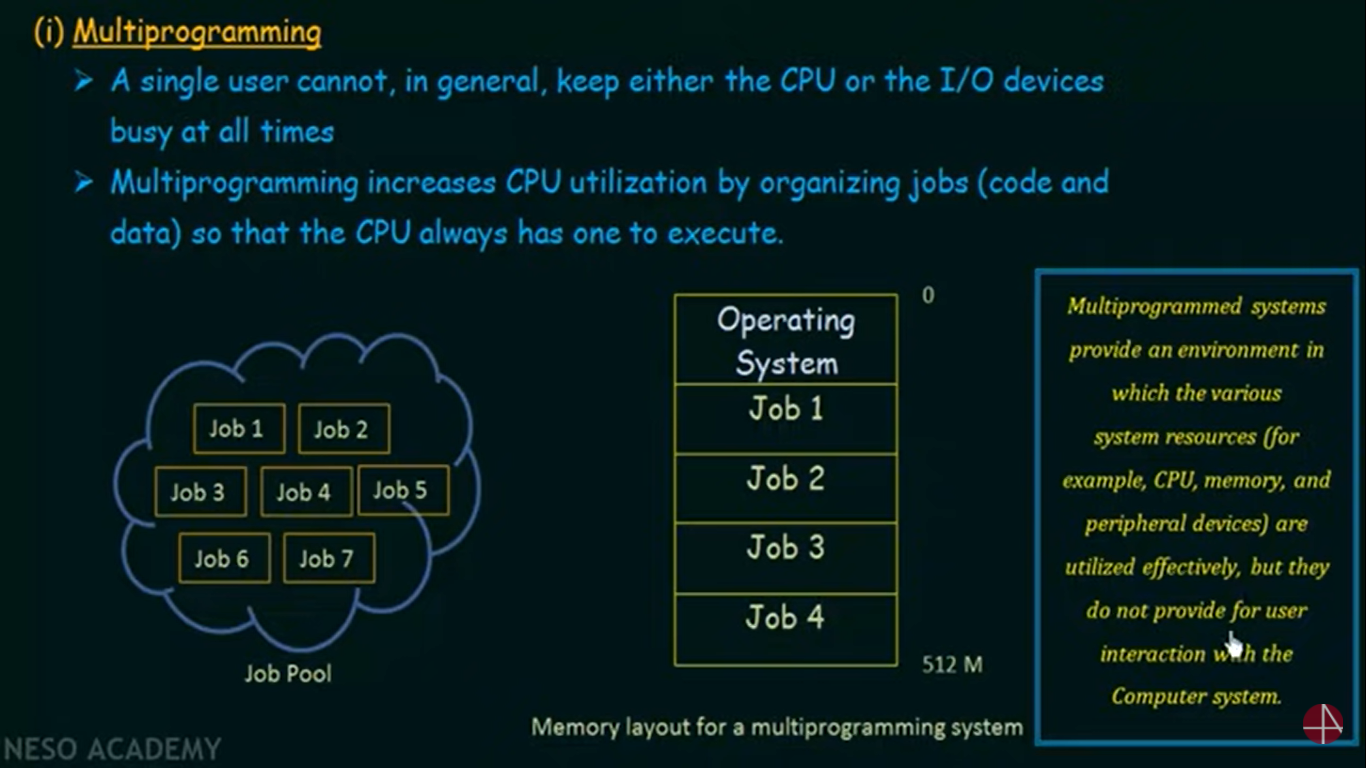 (i) Multiprogramming
➢ A single user cannot, in general, keep either the CPU or the I/O devices
busy at all times
➢ Multiprogramming increases CPU utilization by organizing jobs (code and
data) so that the CPU always has one to execute.
Job 1
Job 2
Job 3
Job 4
Job 5
Job 6
Job 7
Job Pool
0
Operating
System
Job 1
Job 2
Job 3
Job 4
512 M
Memory layout for a multiprogramming system
Multiprogrammed systems
provide an environment in
which the various
system resources (for
example, CPU, memory, and
peripheral devices) are
utilized effectively, but they
do not provide for user
interaction with the
Computer system.
NESO ACADEMY